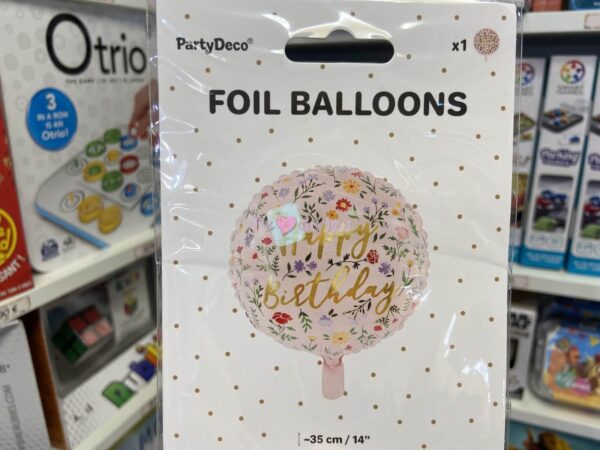 PartyDeco®
x1
FOIL BALLOONS
Happy
Birthday
~35 cm / 14"
Otrio
3
IN A ROW IS AN
Otrio!